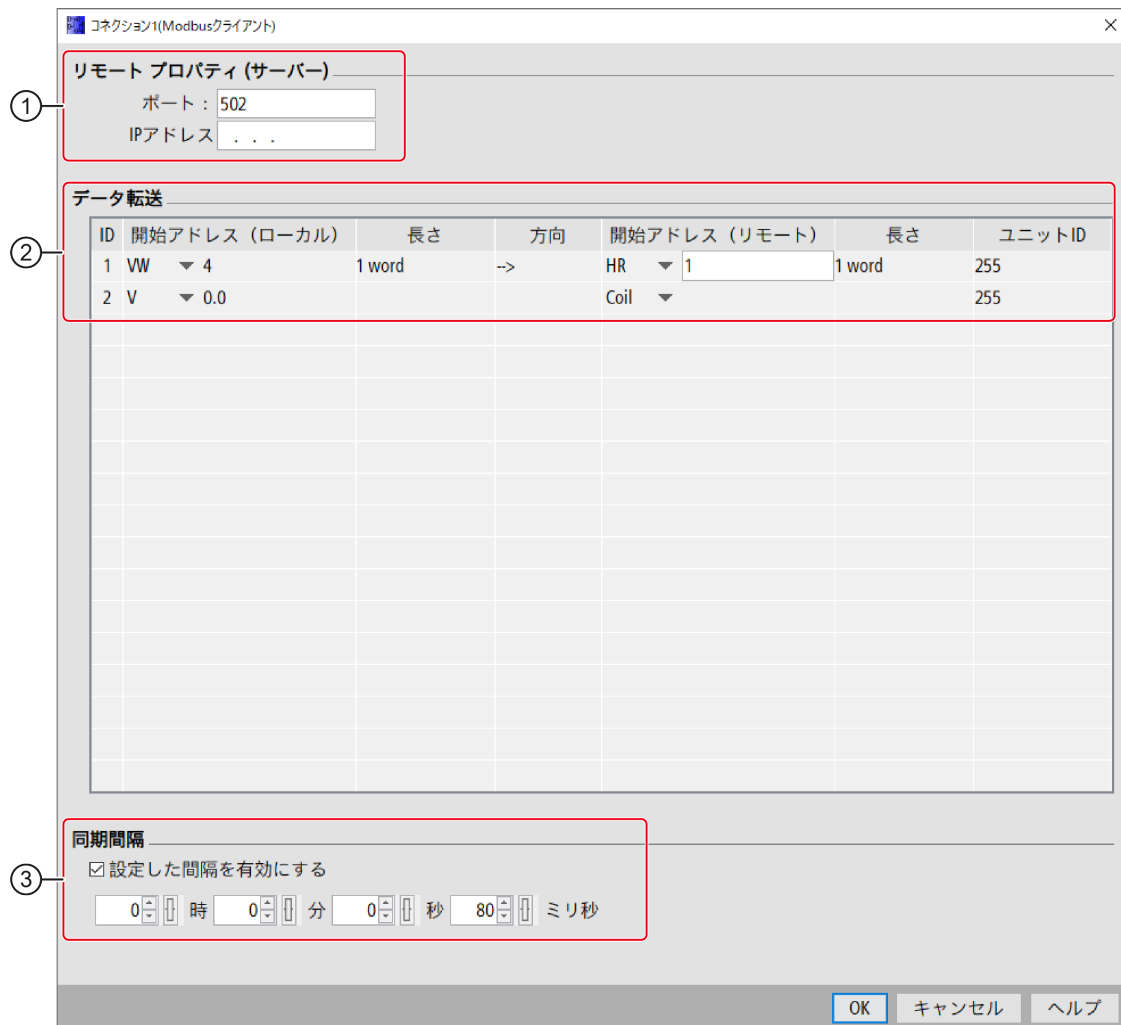 コネクション1(Modbusクライアント)
リモート プロパティ (サーバー)
① ポート : 502
IPアドレス . . .
データ転送
② ID 開始アドレス（ローカル） 長さ 方向 開始アドレス（リモート） 長さ ユニットID
1 VW 4 1 word --> HR 1 1 word 255
2 V 0.0 Coil 255
同期間隔
③ 設定した間隔を有効にする
0 時 0 分 0 秒 80 ミリ秒
OK キャンセル ヘルプ